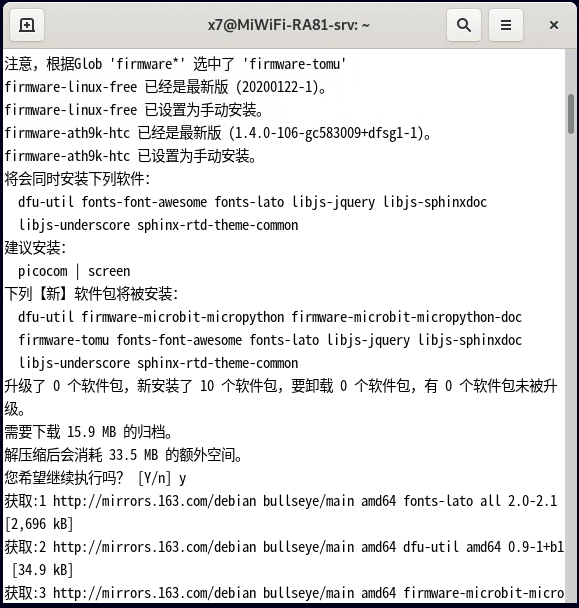 x7@MiWiFi-RA81-srv: ~
注意，根据Glob 'firmware*' 选中了 'firmware-tomu'
firmware-linux-free 已经是最新版 (20200122-1)。
firmware-linux-free 已设置为手动安装。
firmware-ath9k-htc 已经是最新版 (1.4.0-106-gc583009+dfsg1-1)。
firmware-ath9k-htc 已设置为手动安装。
将会同时安装下列软件：
dfu-util fonts-font-awesome fonts-lato libjs-jquery libjs-sphinxdoc
libjs-underscore sphinx-rtd-theme-common
建议安装：
picocom | screen
下列【新】软件包将被安装：
dfu-util firmware-microbit-micropython firmware-microbit-micropython-doc
firmware-tomu fonts-font-awesome fonts-lato libjs-jquery libjs-sphinxdoc
libjs-underscore sphinx-rtd-theme-common
升级了 0 个软件包，新安装了 10 个软件包，要卸载 0 个软件包，有 0 个软件包未被升
级。
需要下载 15.9 MB 的归档。
解压缩后会消耗 33.5 MB 的额外空间。
您希望继续执行吗？ [Y/n] y
获取:1 http://mirrors.163.com/debian bullseye/main amd64 fonts-lato all 2.0-2.1
[2,696 kB]
获取:2 http://mirrors.163.com/debian bullseye/main amd64 dfu-util amd64 0.9-1+b1
[34.9 kB]
获取:3 http://mirrors.163.com/debian bullseye/main amd64 firmware-microbit-micro